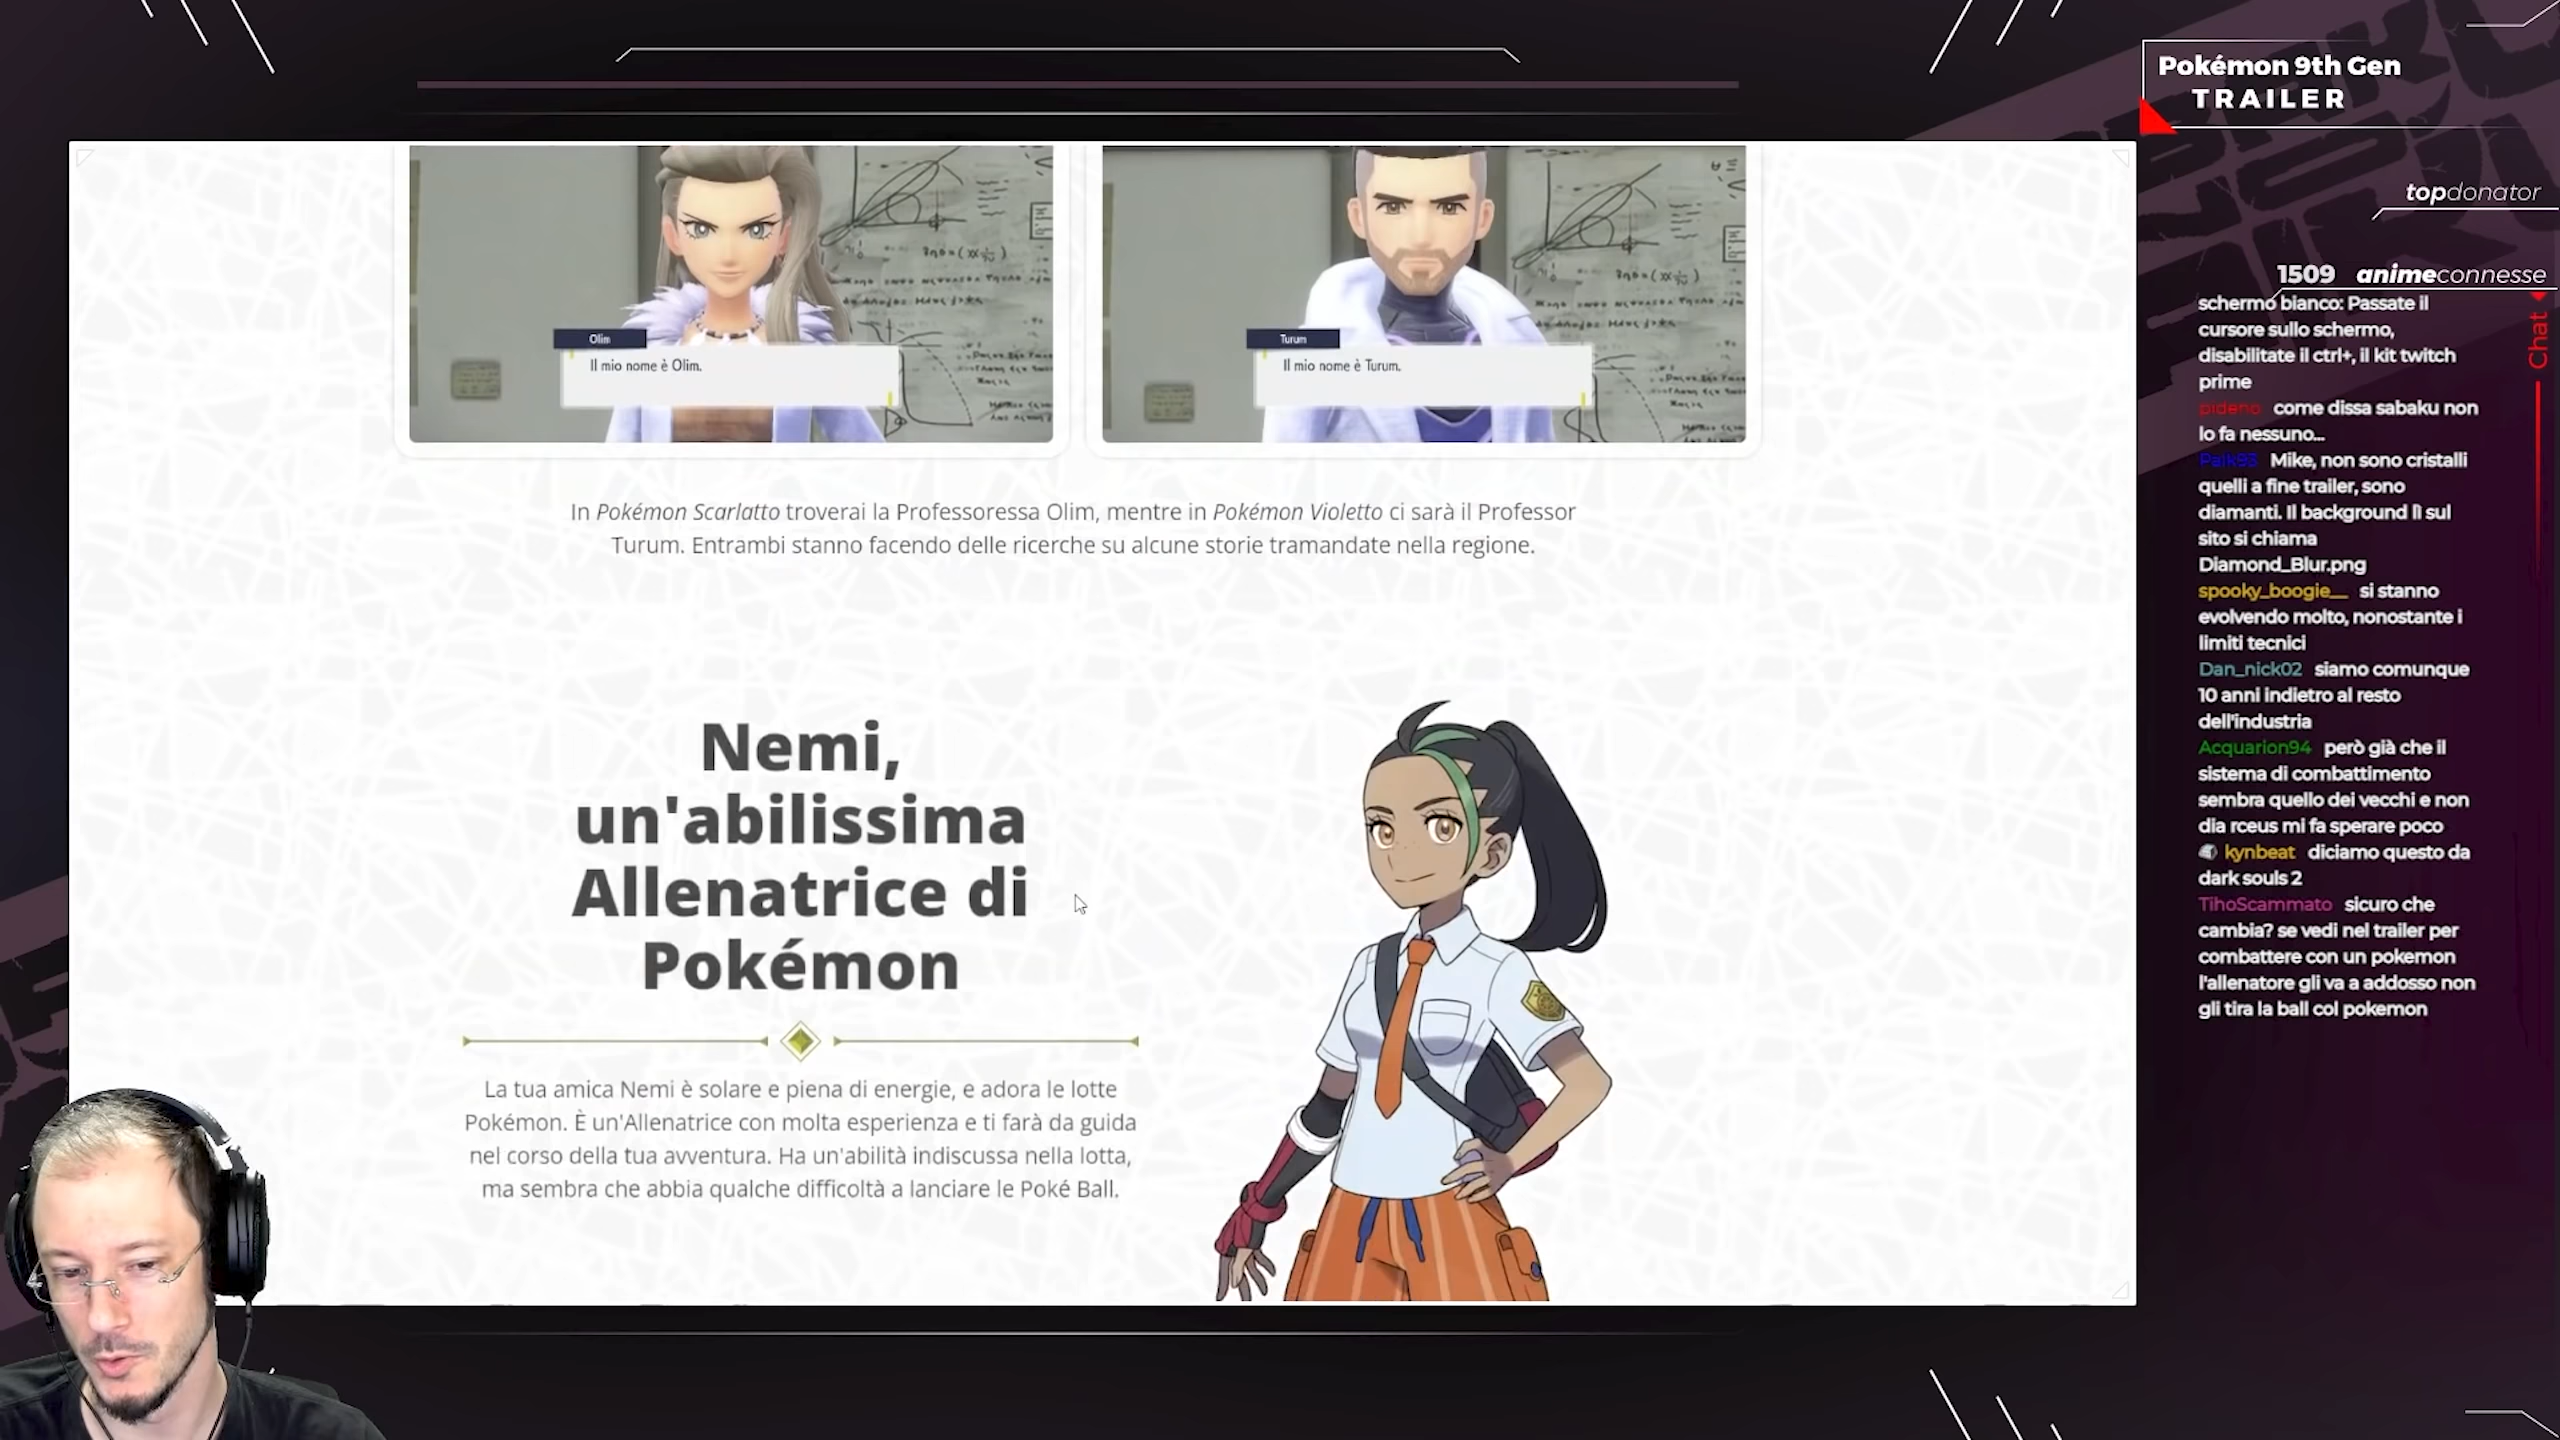 Pokémon 9th Gen
TRAILER
topdonator
1509 animeconnesse
Chat
Olim
Il mio nome è Olim.
Turum
Il mio nome è Turum.
In Pokémon Scarlatto troverai la Professoressa Olim, mentre in Pokémon Violetto ci sarà il Professor
Turum. Entrambi stanno facendo delle ricerche su alcune storie tramandate nella regione.
Nemi,
un'abilissima
Allenatrice di
Pokémon
La tua amica Nemi è solare e piena di energie, e adora le lotte
Pokémon. È un'Allenatrice con molta esperienza e ti farà da guida
nel corso della tua avventura. Ha un'abilità indiscussa nella lotta,
ma sembra che abbia qualche difficoltà a lanciare le Poké Ball.
schermo bianco: Passate il
cursore sullo schermo,
disabilitate il ctrl+, il kit twitch
prime
pideno come dissa sabaku non
lo fa nessuno...
Paik93 Mike, non sono cristalli
quelli a fine trailer, sono
diamanti. Il background lì sul
sito si chiama
Diamond_Blur.png
spooky_boogie__ si stanno
evolvendo molto, nonostante i
limiti tecnici
Dan_nick02 siamo comunque
10 anni indietro al resto
dell'industria
Acquarion94 però già che il
sistema di combattimento
sembra quello dei vecchi e non
dia rceus mi fa sperare poco
kynbeat diciamo questo da
dark souls 2
TihoScammato sicuro che
cambia? se vedi nel trailer per
combattere con un pokemon
l'allenatore gli va a addosso non
gli tira la ball col pokemon